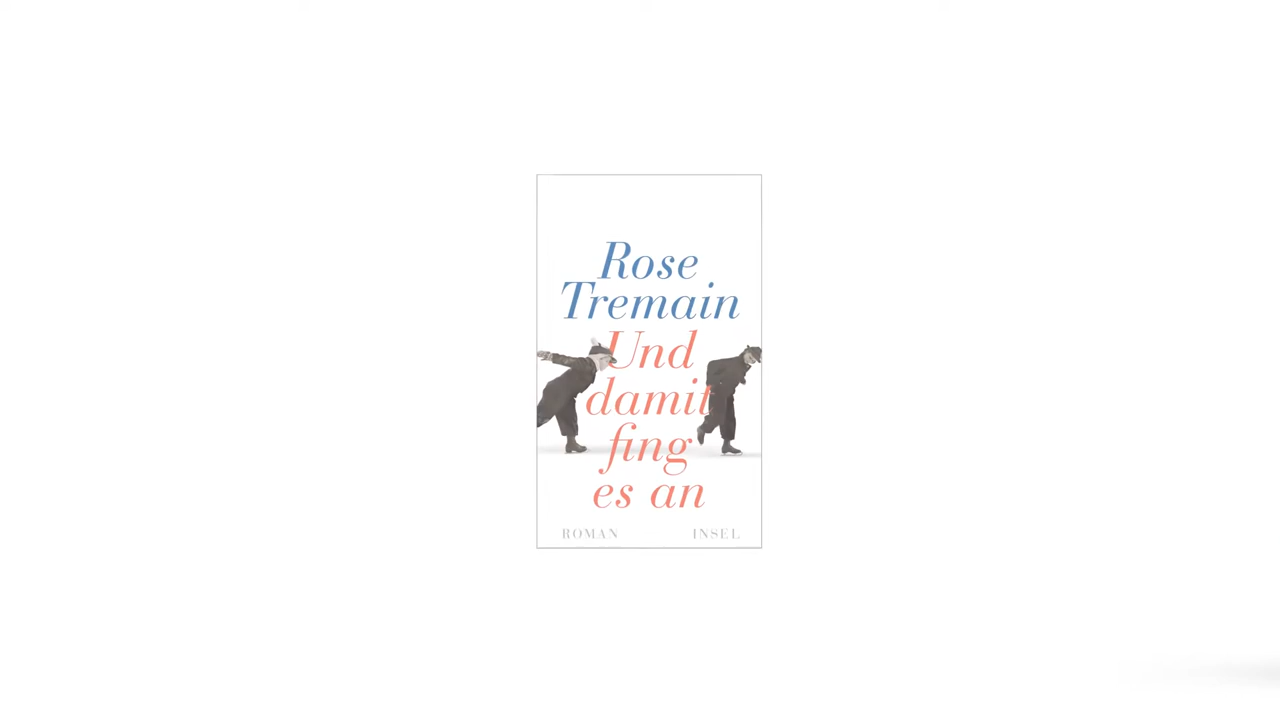 Rose
Tremain
Und
damit
fing
es an
ROMAN INSEL